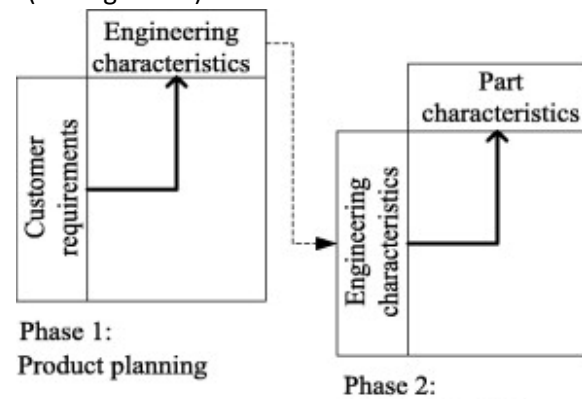 Engineering
characteristics
Customer
requirements
Phase 1:
Product planning
Part
characteristics
Engineering
characteristics
Phase 2: